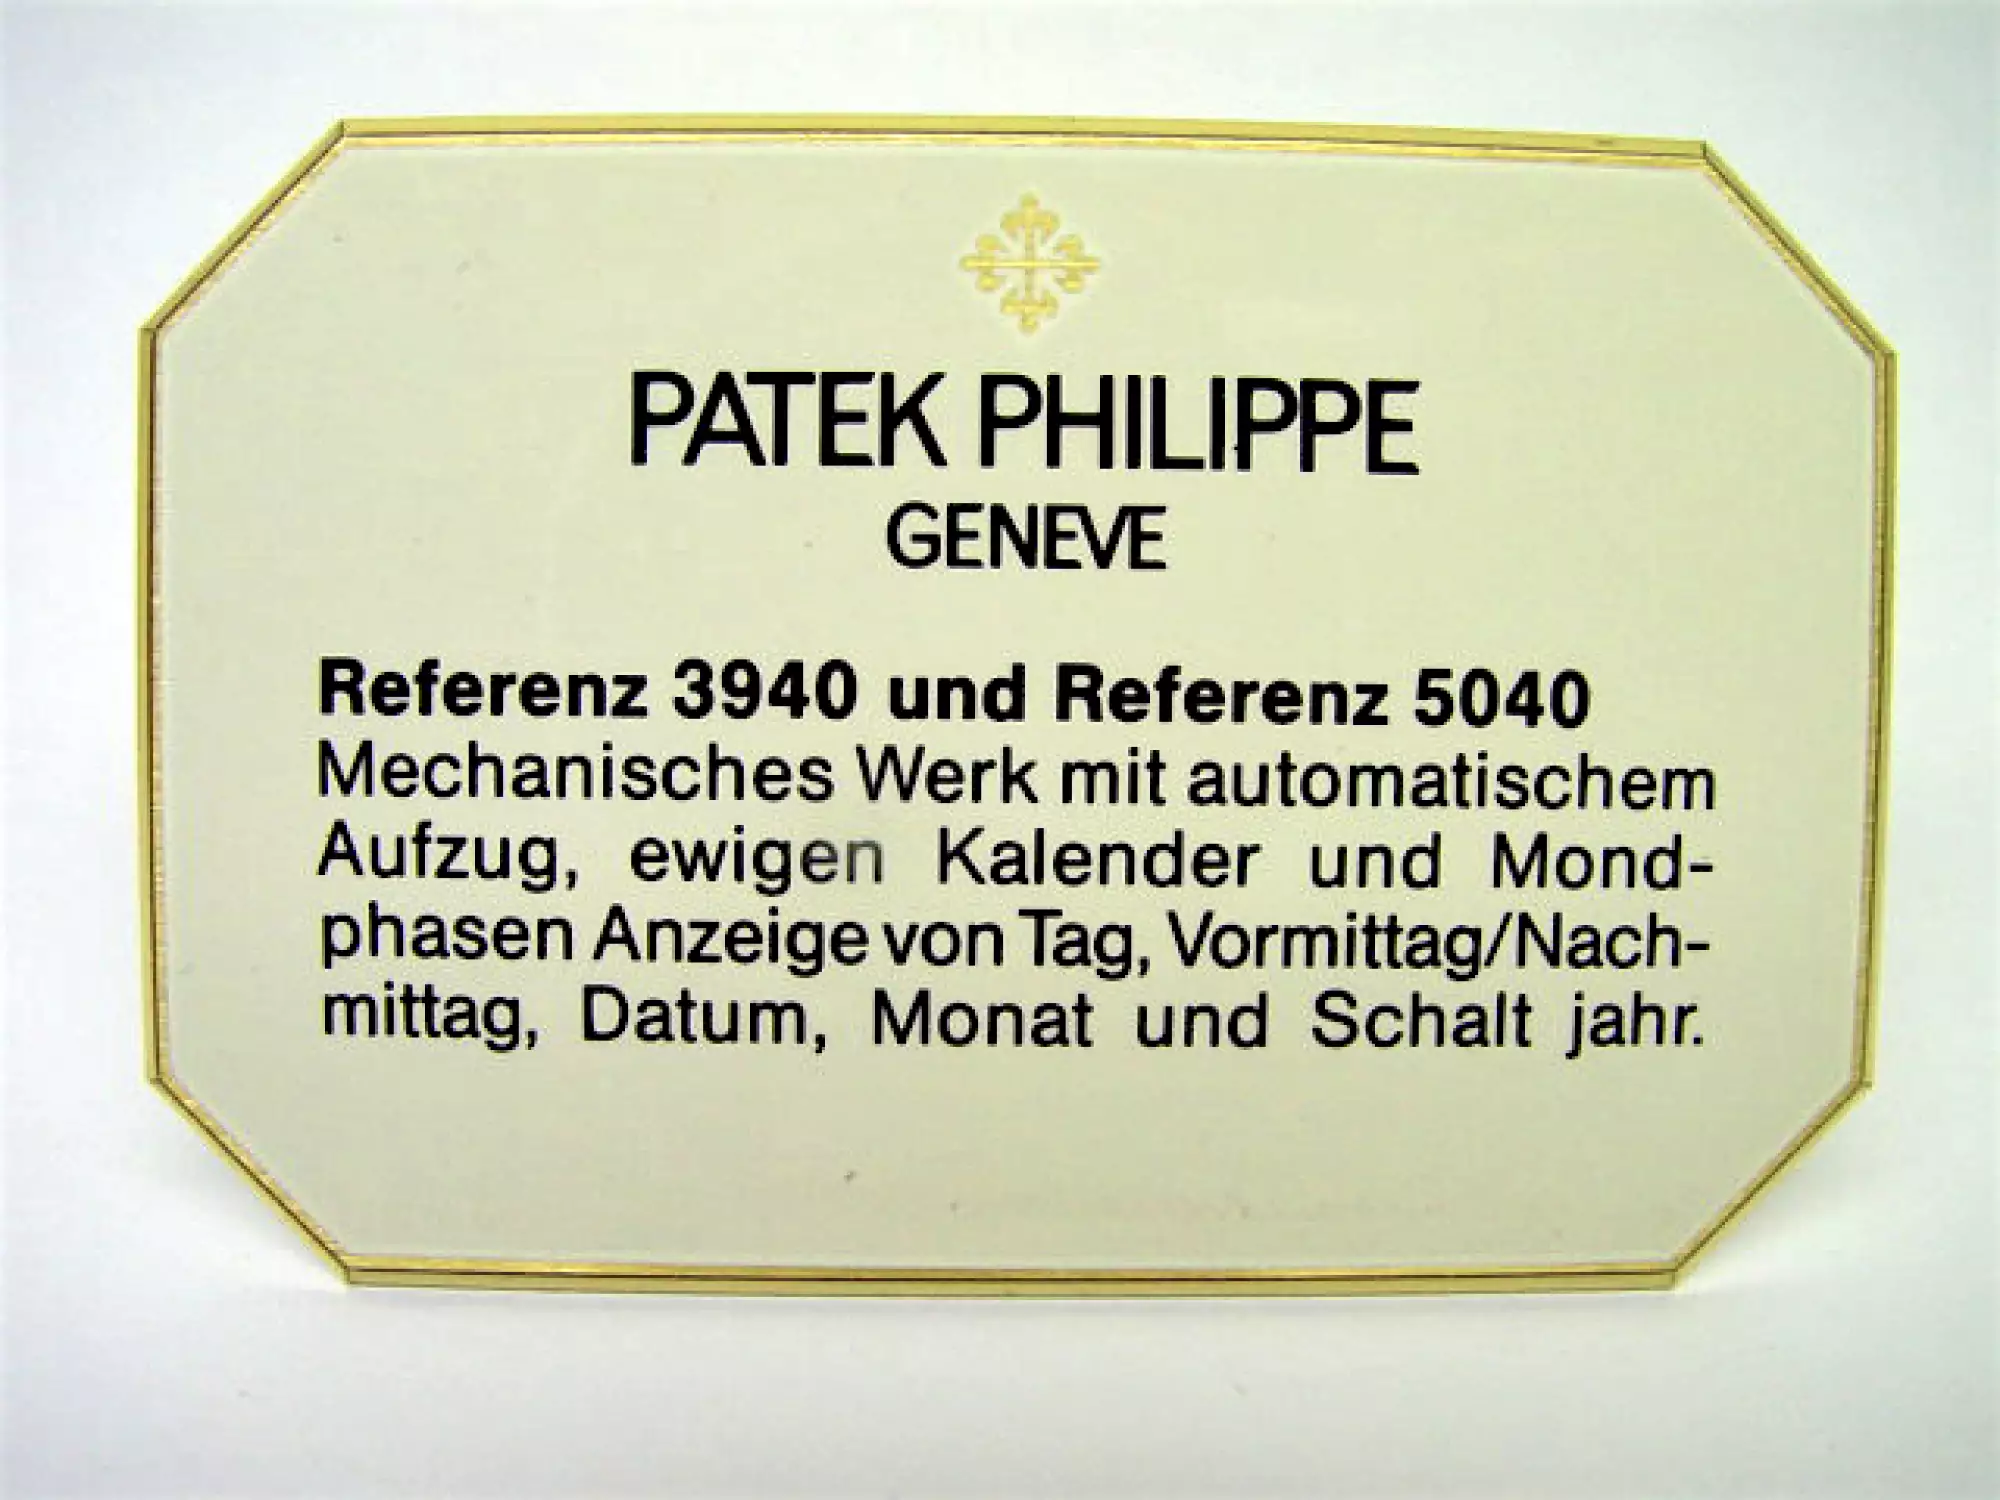 PATEK PHILIPPE
GENEVE
Referenz 3940 und Referenz 5040
Mechanisches Werk mit automatischem
Aufzug, ewigen Kalender und Mond-
phasen Anzeige von Tag, Vormittag/Nach-
mittag, Datum, Monat und Schalt jahr.